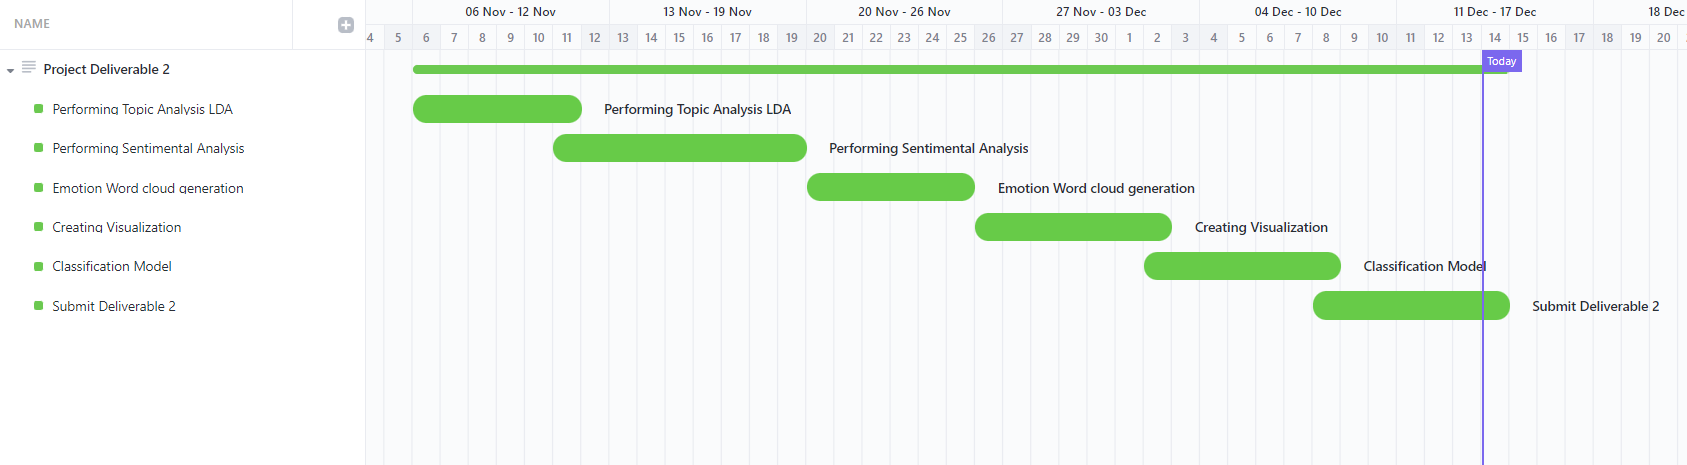 NAME
06 Nov - 12 Nov 13 Nov - 19 Nov 20 Nov - 26 Nov 27 Nov - 03 Dec 04 Dec - 10 Dec 11 Dec - 17 Dec 18 Dec
4 5 6 7 8 9 10 11 12 13 14 15 16 17 18 19 20 21 22 23 24 25 26 27 28 29 30 1 2 3 4 5 6 7 8 9 10 11 12 13 14 15 16 17 18 19 20
Project Deliverable 2 Today
Performing Topic Analysis LDA Performing Topic Analysis LDA
Performing Sentimental Analysis Performing Sentimental Analysis
Emotion Word cloud generation Emotion Word cloud generation
Creating Visualization Creating Visualization
Classification Model Classification Model
Submit Deliverable 2 Submit Deliverable 2